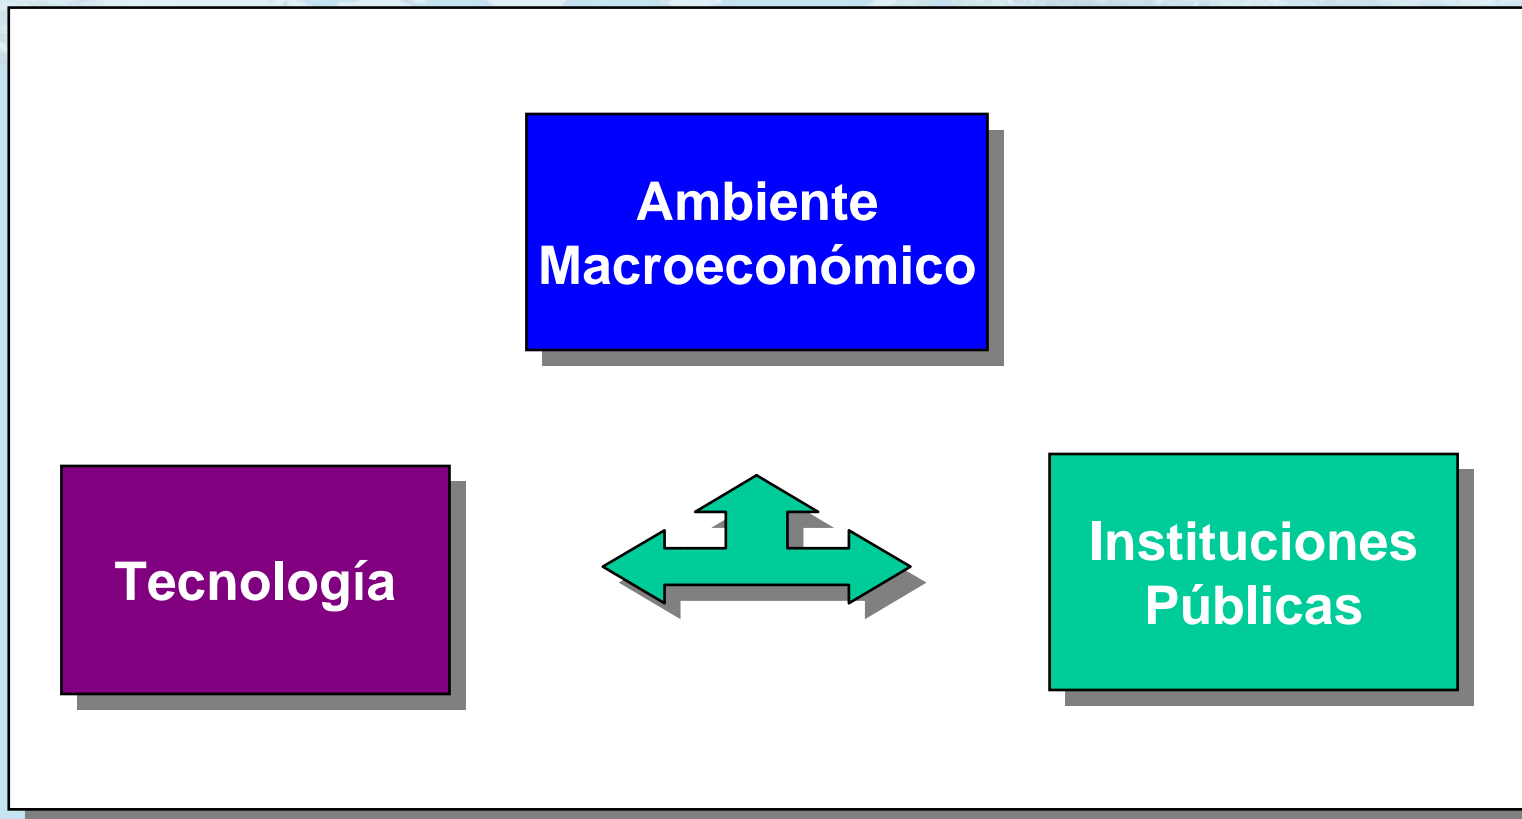 Ambiente
Macroeconómico
Tecnología
Instituciones
Públicas